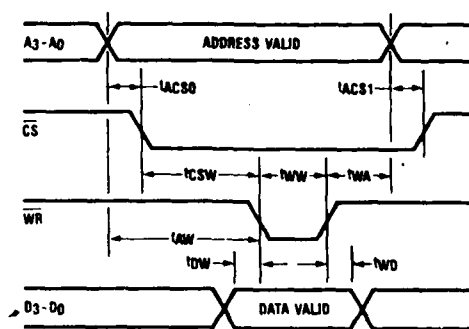 A3-A0 ADDRESS VALID
tACS0 tACS1
CS
tCSW tWW tWA
WR
tAW
tDW tWD
D3-D0 DATA VALID